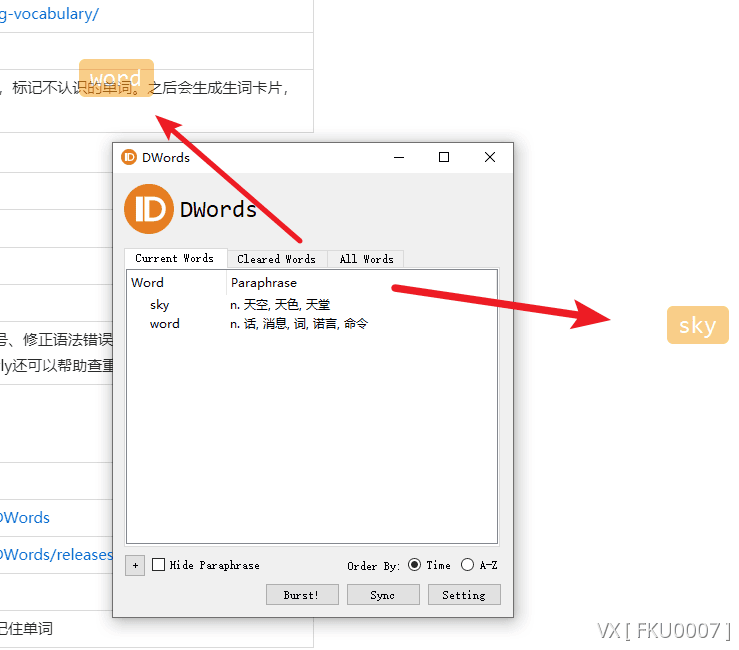 g-vocabulary/
word
，标记不认识的单词。之后会生成生词卡片，
DWords
DWords
Current Words Cleared Words All Words
Word Paraphrase
sky n. 天空, 天色, 天堂
word n. 话, 消息, 词, 诺言, 命令
sky
号、修正语法错误
rly还可以帮助查重
DWords
DWords/releases
+ Hide Paraphrase Order By: Time A-Z
Burst! Sync Setting
记住单词
VX [ FKU0007 ]